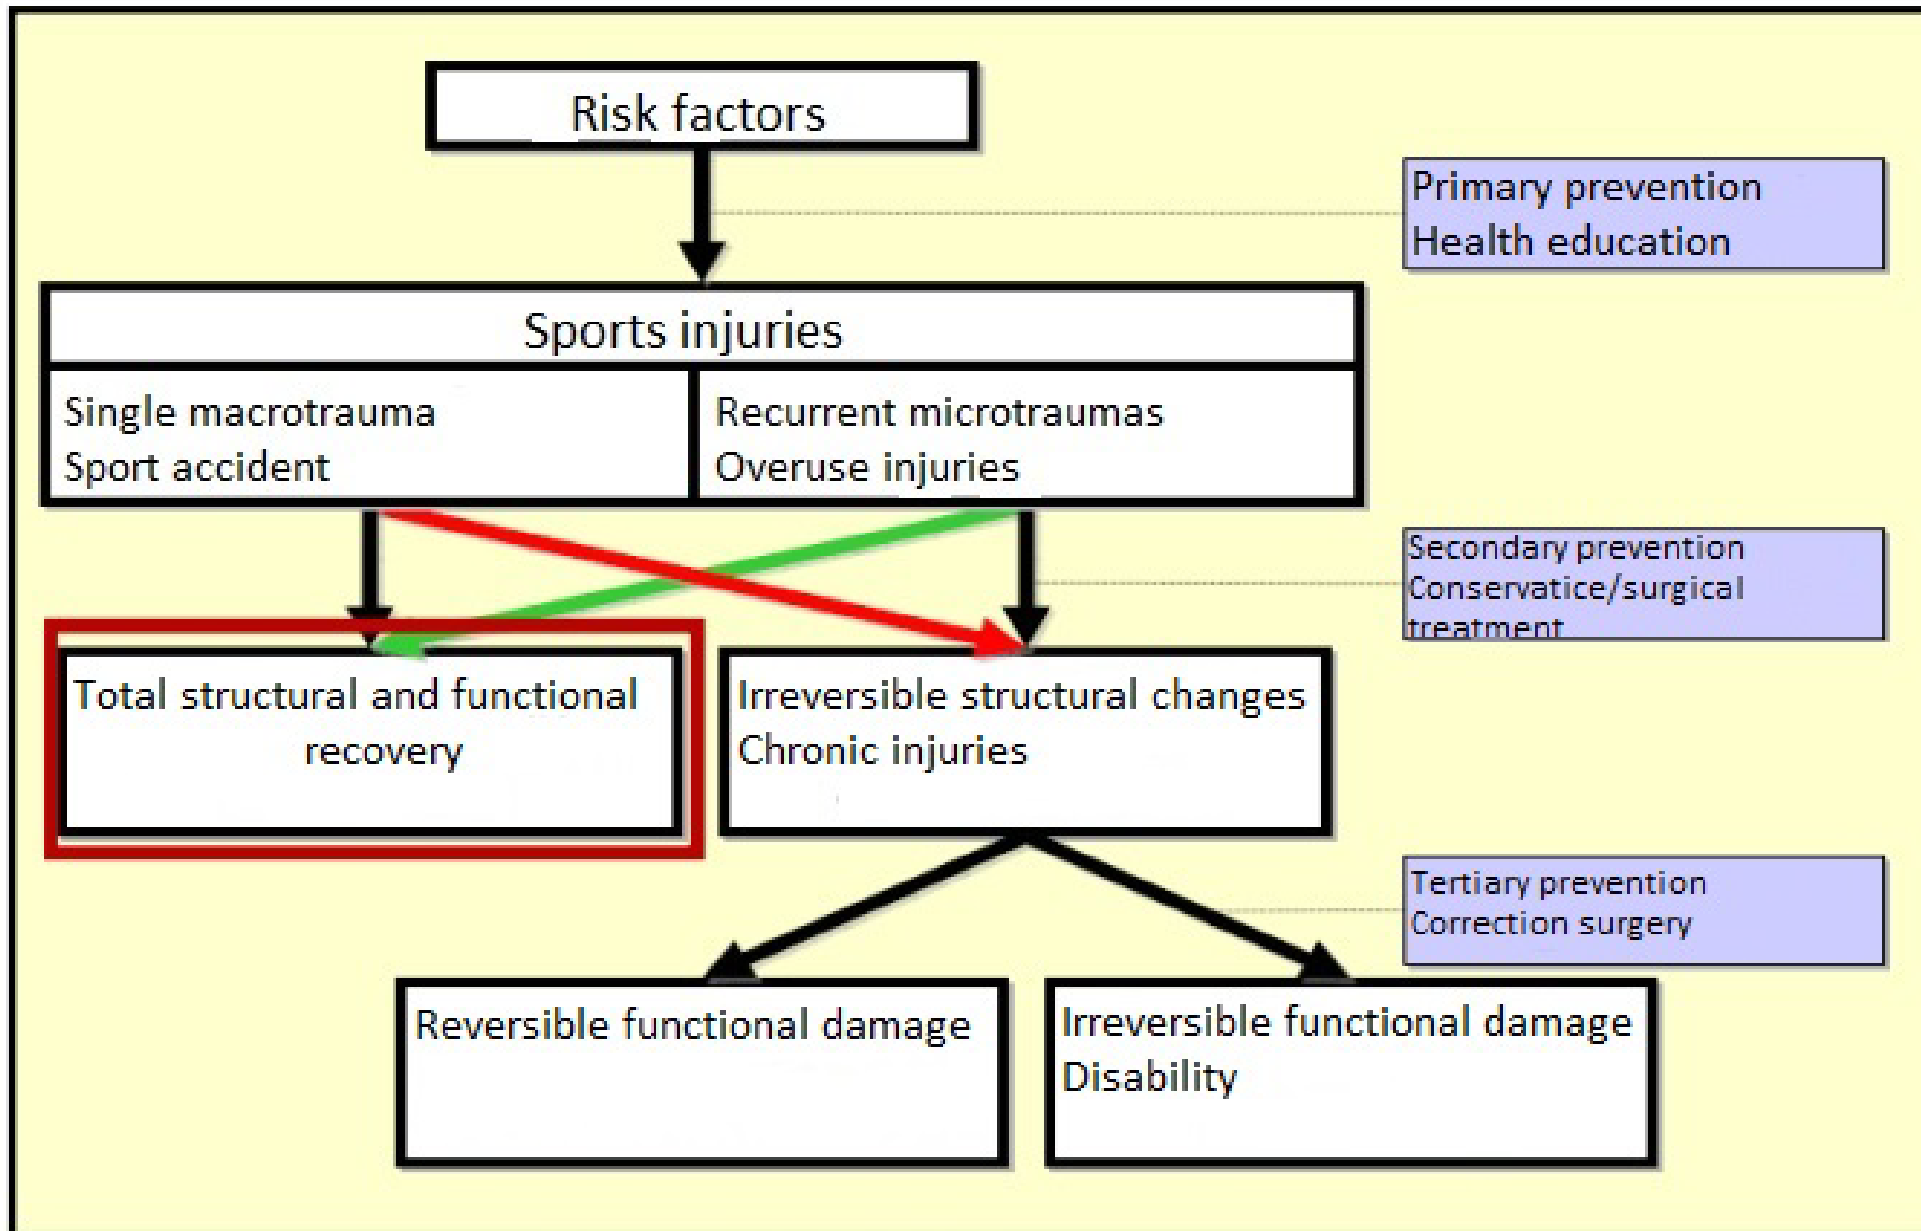 Risk factors
Primary prevention
Health education
Sports injuries
Single macrotrauma
Sport accident
Recurrent microtraumas
Overuse injuries
Secondary prevention
Conservatice/surgical
treatment
Total structural and functional
recovery
Irreversible structural changes
Chronic injuries
Tertiary prevention
Correction surgery
Reversible functional damage
Irreversible functional damage
Disability